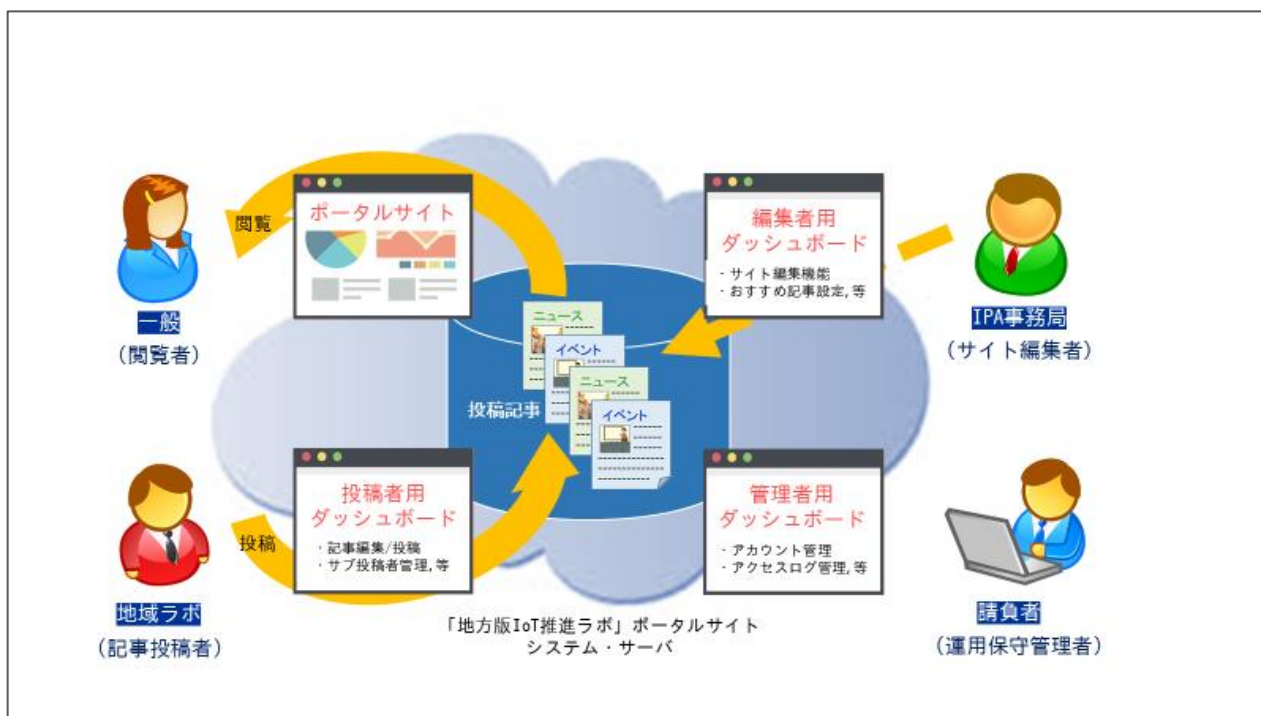 閲覧
ポータルサイト
一般
(閲覧者)
編集者用
ダッシュボード
・サイト編集機能
・おすすめ記事設定,等
IPA事務局
(サイト編集者)
ニュース
イベント
ニュース
イベント
投稿記事
投稿
投稿者用
ダッシュボード
・記事編集/投稿
・サブ投稿者管理,等
地域ラボ
(記事投稿者)
管理者用
ダッシュボード
・アカウント管理
・アクセスログ管理,等
請負者
(運用保守管理者)
「地方版IoT推進ラボ」ポータルサイト
システム・サーバ